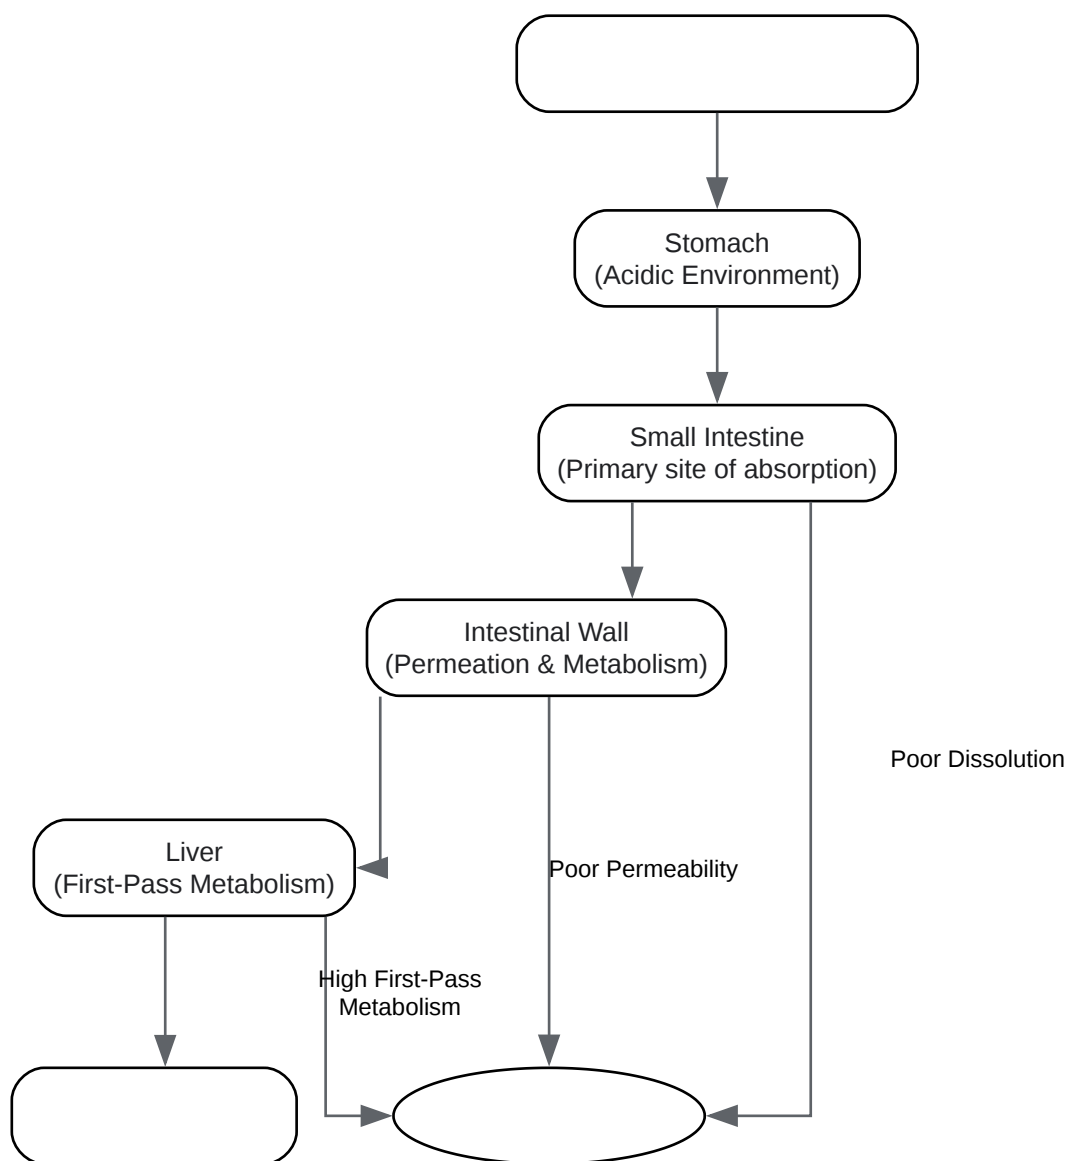 Stomach
(Acidic Environment)
Small Intestine
(Primary site of absorption)
Intestinal Wall
(Permeation & Metabolism)
Poor Dissolution
Liver
(First-Pass Metabolism)
Poor Permeability
High First-Pass
Metabolism